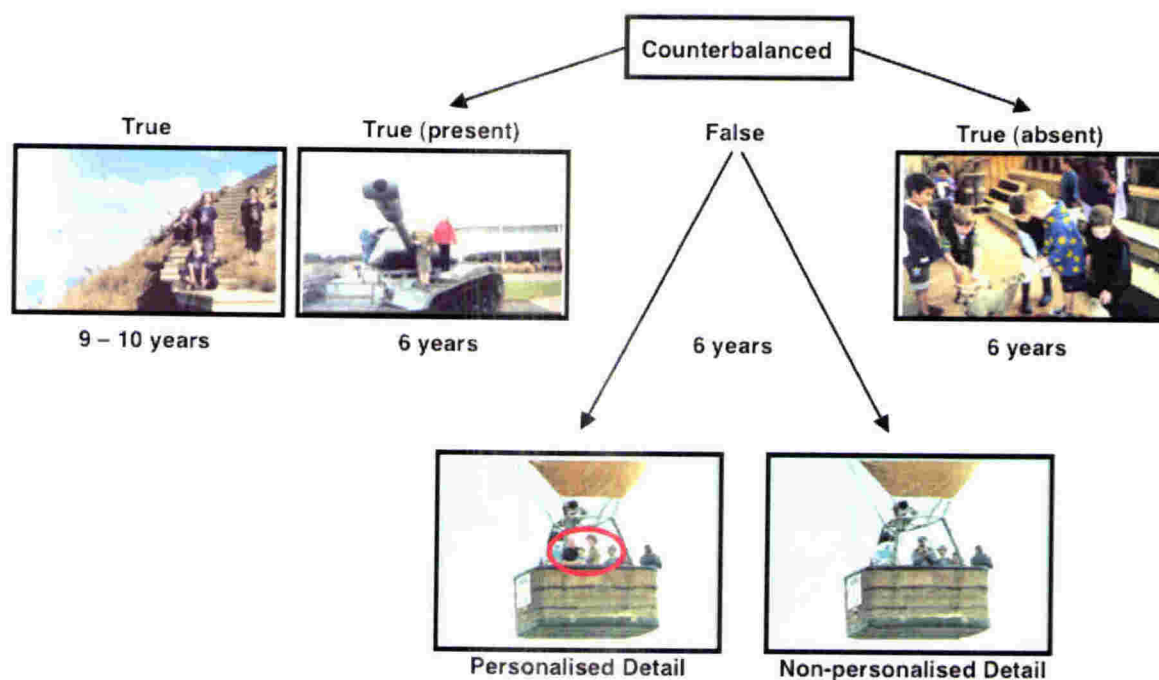 Counterbalanced
True
True (present)
False
True (absent)
9 – 10 years
6 years
6 years
6 years
Personalised Detail
Non-personalised Detail